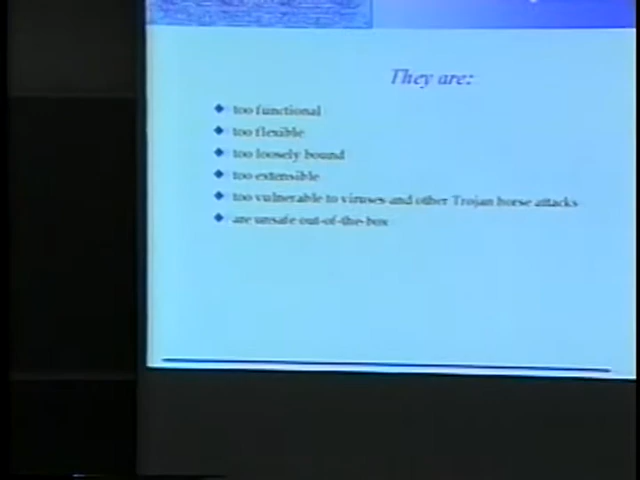 They are:
too functional
too flexible
too loosely bound
too extensible
too vulnerable to viruses and other Trojan horse attacks
are unsafe out-of-the-box